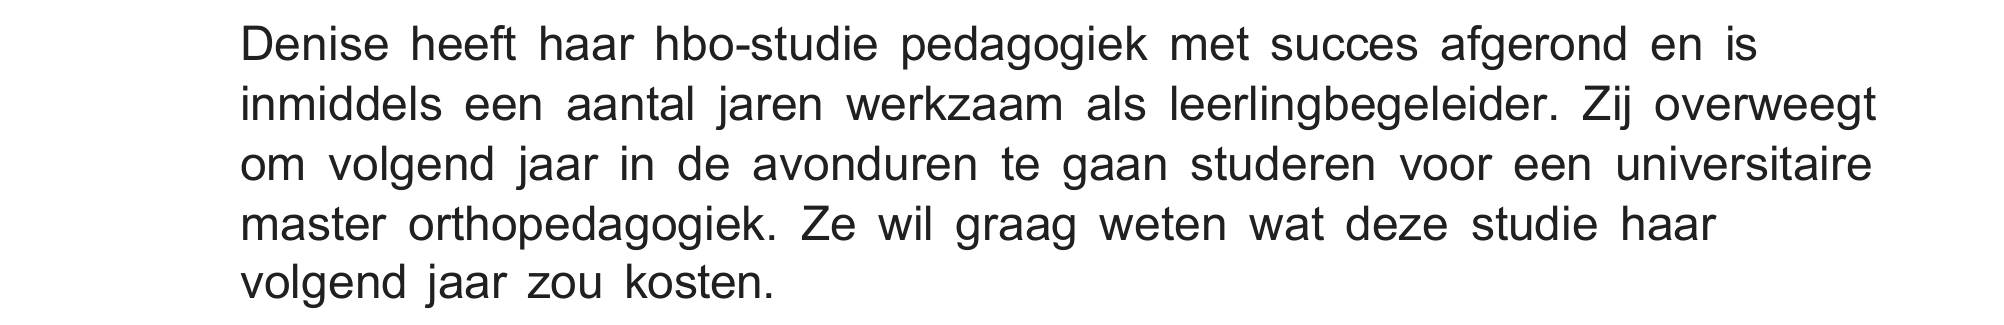 Denise heeft haar hbo-studie pedagogiek met succes afgerond en is
inmiddels een aantal jaren werkzaam als leerlingbegeleider. Zij overweegt
om volgend jaar in de avonduren te gaan studeren voor een universitaire
master orthopedagogiek. Ze wil graag weten wat deze studie haar
volgend jaar zou kosten.